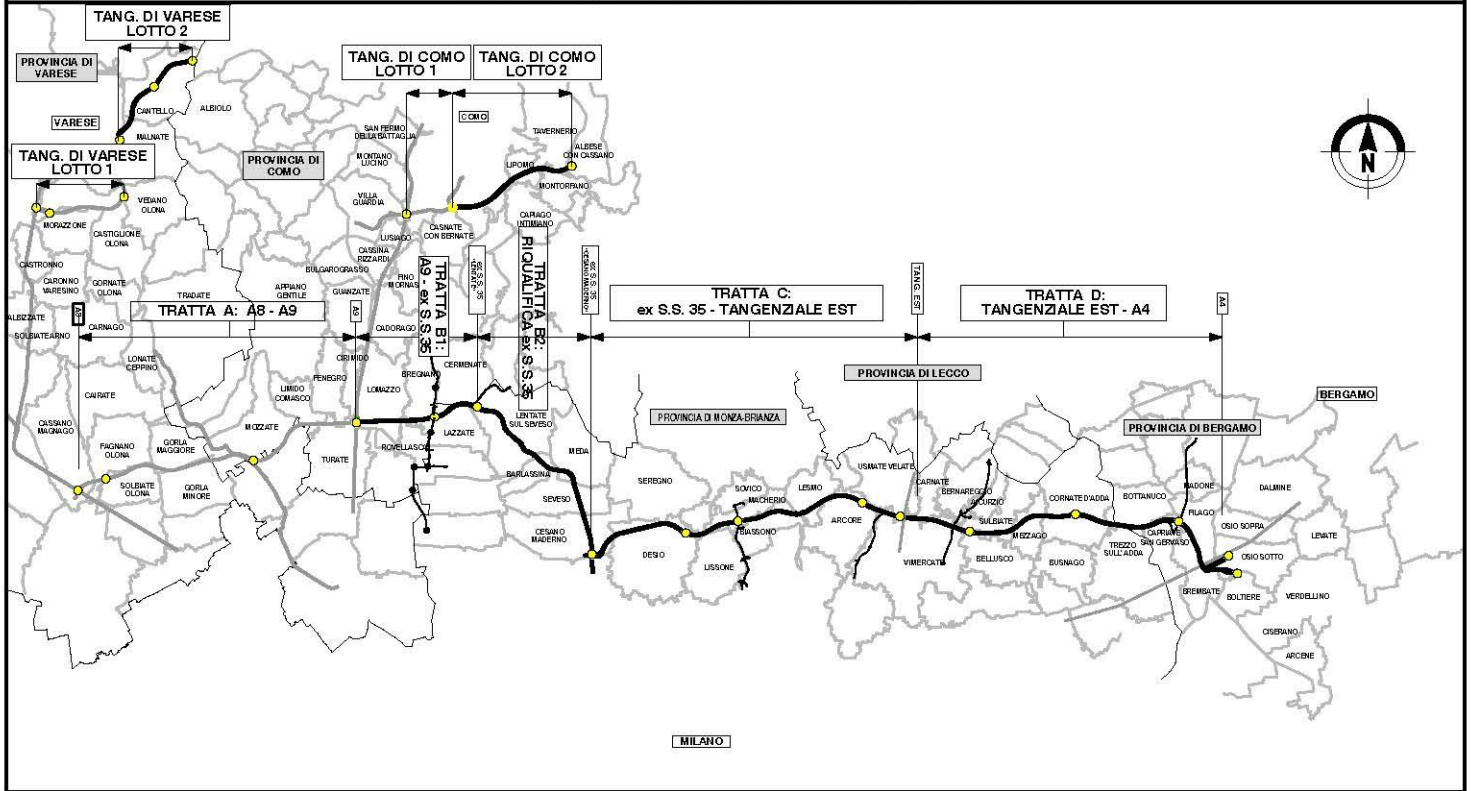 TANG. DI VARESE
LOTTO 2
PROVINCIA DI
VARESE
CANTELLO
ALBIOLO
VARESE
MALNATE
TANG. DI VARESE
LOTTO 1
VEDANO
OLONA
MORAZZONE
CASTIGLIONE
OLONA
CASTRONNO
CARONNO
VARESINO
GORNATE
OLONA
PROVINCIA DI
COMO
TANG. DI COMO
LOTTO 1
TANG. DI COMO
LOTTO 2
COMO
SAN FERMO
DELLA BATTAGLIA
MONTANO
LUCINO
VILLA
GUARDIA
TAVERNERIO
ALBESE
CON CASSANO
LIPOMO
MONTORFANO
CASNATE
CON BERNATE
CAPIAGO
INTIMIANO
LUSIAGO
CASSINA
RIZZARDI
BULGAROGRASSO
FINO
MORNAS
GUANZATE
APPIANO
GENTILE
TRADATE
ALBIZZATE
SOLBIATE ARNO
CARNAGO
TRATTA A: A8 - A9
A9
TRATTA B1:
A9 - ex S.S.35
ex S.S. 35
-LENTATE-
TRATTA B2:
RIQUALIFICA ex S.S.35
ex S.S. 35
-CESANO MADERNO-
TRATTA C:
ex S.S. 35 - TANGENZIALE EST
TANG. EST
TRATTA D:
TANGENZIALE EST - A4
A4
N
CADORAGO
CIRIMIDO
FENEGRO
LOMAZZO
BREGNANO
CERMENATE
LONATE
CEPPINO
LIMIDO
COMASCO
CAIRATE
CASSANO
MAGNAGO
FAGNANO
OLONA
GORLA
MAGGIORE
MOZZATE
SOLBIATE
OLONA
GORLA
MINORE
TURATE
ROVELLASCA
LAZZATE
LENTATE
SUL SEVESO
BARLASSINA
MEDA
SEVESO
CESANO
MADERNO
PROVINCIA DI MONZA-BRIANZA
PROVINCIA DI LECCO
PROVINCIA DI BERGAMO
BERGAMO
SEREGNO
DESIO
SOVICO
MACHERIO
BIASSONO
LISSONE
LESMO
ARCORE
USMATE VELATE
CARNATE
BERNAREGGIO
AICURZIO
SULBIATE
VIMERCATE
BELLUSCO
MEZZAGO
CORNATE D'ADDA
BUSNAGO
BOTTANUCO
TREZZO
SULL'ADDA
MADONE
FILAGO
CAPRIATE
SAN GERVASO
DALMINE
OSIO SOPRA
OSIO SOTTO
LEVATE
BREMBATE
BOLTIERE
VERDELLINO
CISERANO
ARCENE
MILANO